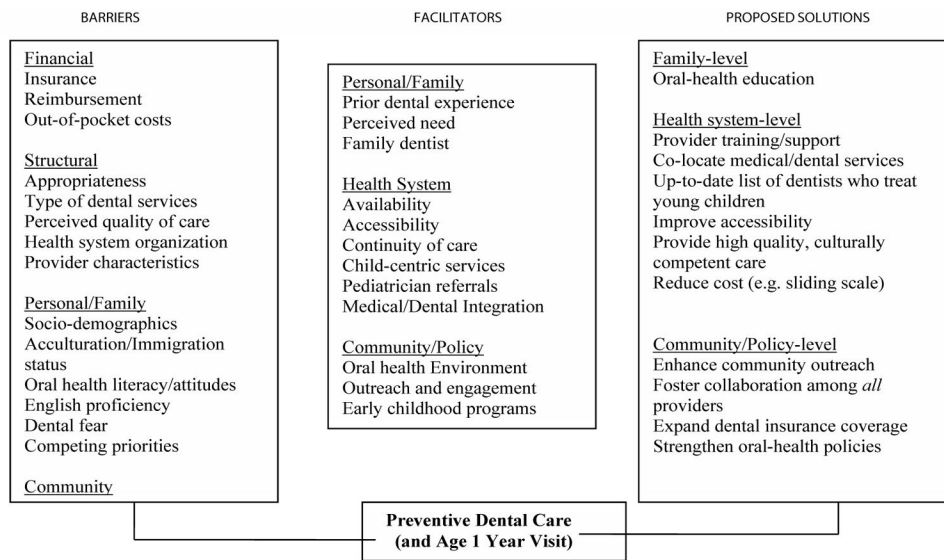 BARRIERS
Financial
Insurance
Reimbursement
Out-of-pocket costs
Structural
Appropriateness
Type of dental services
Perceived quality of care
Health system organization
Provider characteristics
Personal/Family
Socio-demographics
Acculturation/Immigration
status
Oral health literacy/attitudes
English proficiency
Dental fear
Competing priorities
Community
FACILITATORS
Personal/Family
Prior dental experience
Perceived need
Family dentist
Health System
Availability
Accessibility
Continuity of care
Child-centric services
Pediatrician referrals
Medical/Dental Integration
Community/Policy
Oral health Environment
Outreach and engagement
Early childhood programs
PROPOSED SOLUTIONS
Family-level
Oral-health education
Health system-level
Provider training/support
Co-locate medical/dental services
Up-to-date list of dentists who treat
young children
Improve accessibility
Provide high quality, culturally
competent care
Reduce cost (e.g. sliding scale)
Community/Policy-level
Enhance community outreach
Foster collaboration among all
providers
Expand dental insurance coverage
Strengthen oral-health policies
Preventive Dental Care
(and Age 1 Year Visit)